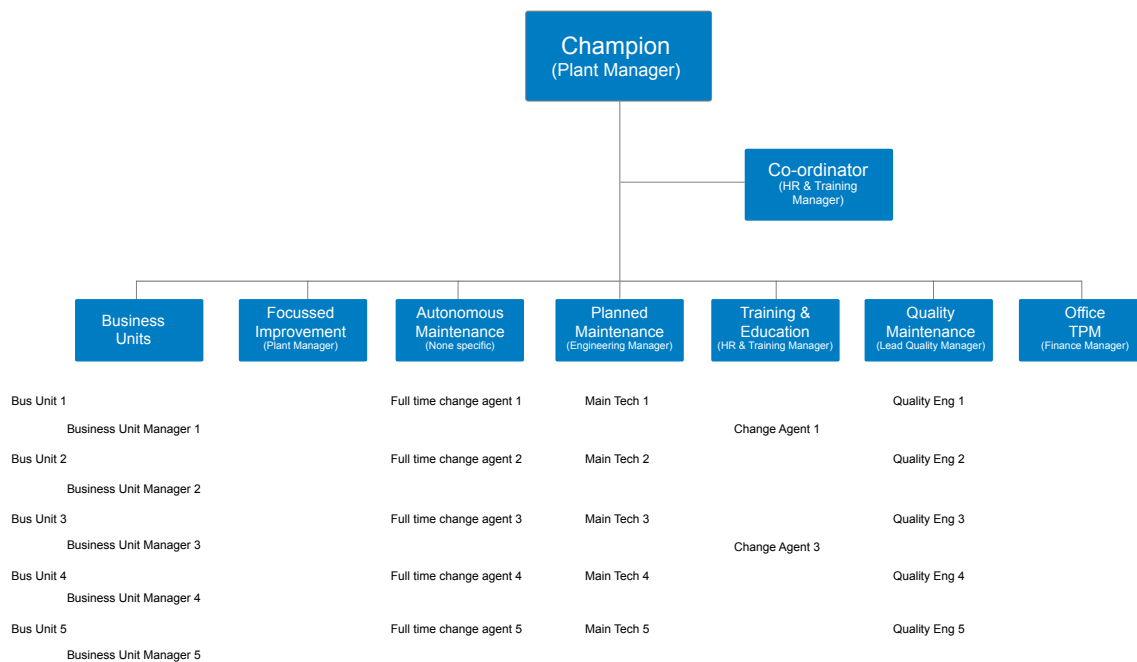 Champion
(Plant Manager)
Co-ordinator
(HR & Training
Manager)
Business
Units
Focussed
Improvement
(Plant Manager)
Autonomous
Maintenance
(None specific)
Planned
Maintenance
(Engineering Manager)
Training &
Education
(HR & Training Manager)
Quality
Maintenance
(Lead Quality Manager)
Office
TPM
(Finance Manager)
Bus Unit 1
Full time change agent 1
Main Tech 1
Quality Eng 1
Business Unit Manager 1
Change Agent 1
Bus Unit 2
Full time change agent 2
Main Tech 2
Quality Eng 2
Business Unit Manager 2
Bus Unit 3
Full time change agent 3
Main Tech 3
Quality Eng 3
Business Unit Manager 3
Change Agent 3
Bus Unit 4
Full time change agent 4
Main Tech 4
Quality Eng 4
Business Unit Manager 4
Bus Unit 5
Full time change agent 5
Main Tech 5
Quality Eng 5
Business Unit Manager 5